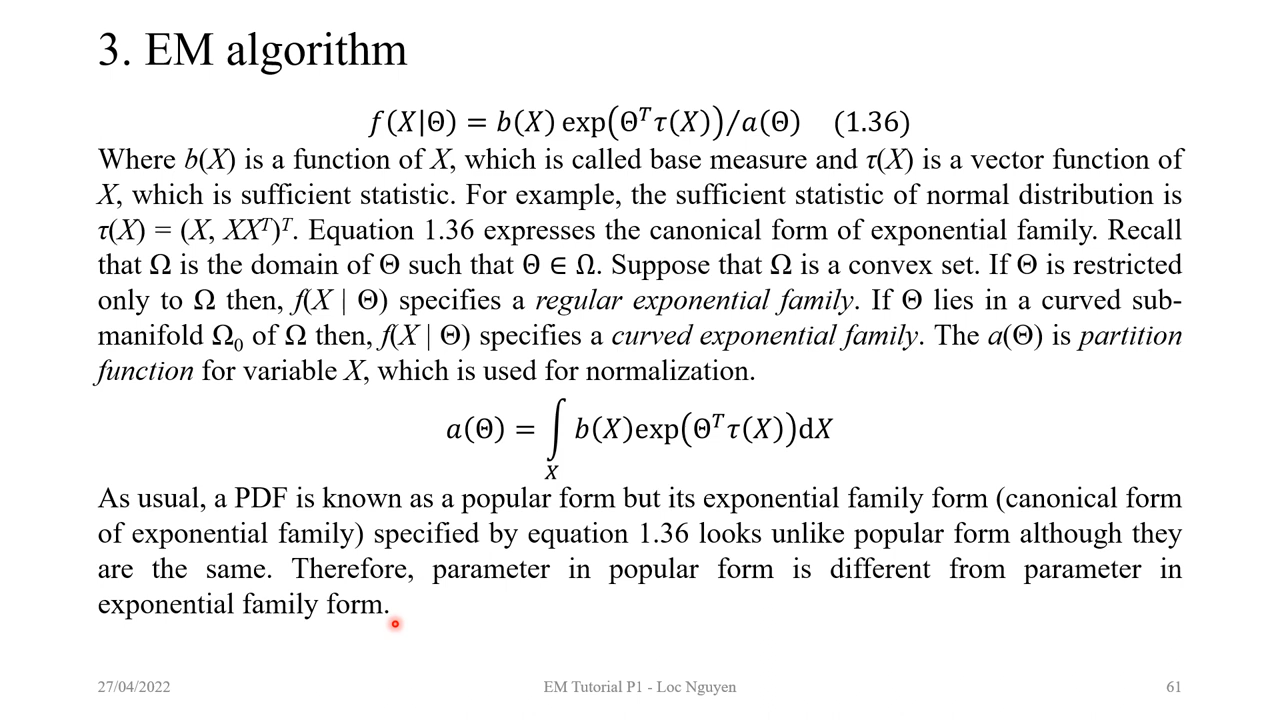 3. EM algorithm
f(X|Θ) = b(X) exp(Θᵀτ(X))/a(Θ) (1.36)
Where b(X) is a function of X, which is called base measure and τ(X) is a vector function of
X, which is sufficient statistic. For example, the sufficient statistic of normal distribution is
τ(X) = (X, XXᵀ)ᵀ. Equation 1.36 expresses the canonical form of exponential family. Recall
that Ω is the domain of Θ such that Θ ∈ Ω. Suppose that Ω is a convex set. If Θ is restricted
only to Ω then, f(X | Θ) specifies a regular exponential family. If Θ lies in a curved sub-
manifold Ω₀ of Ω then, f(X | Θ) specifies a curved exponential family. The a(Θ) is partition
function for variable X, which is used for normalization.
a(Θ) = ∫ b(X)exp(Θᵀτ(X))dX
X
As usual, a PDF is known as a popular form but its exponential family form (canonical form
of exponential family) specified by equation 1.36 looks unlike popular form although they
are the same. Therefore, parameter in popular form is different from parameter in
exponential family form.
27/04/2022 EM Tutorial P1 - Loc Nguyen 61